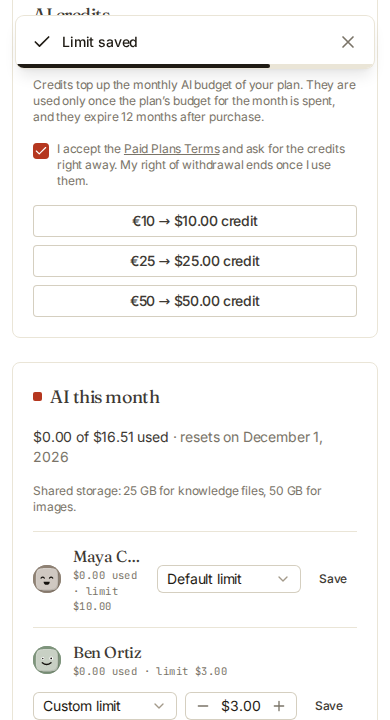 AI credits
Limit saved
Credits top up the monthly AI budget of your plan. They are
used only once the plan's budget for the month is spent,
and they expire 12 months after purchase.
I accept the Paid Plans Terms and ask for the credits
right away. My right of withdrawal ends once I use
them.
€10 → $10.00 credit
€25 → $25.00 credit
€50 → $50.00 credit
AI this month
$0.00 of $16.51 used · resets on December 1,
2026
Shared storage: 25 GB for knowledge files, 50 GB for
images.
Maya C...
$0.00 used
· limit
$10.00
Default limit
Save
Ben Ortiz
$0.00 used · limit $3.00
Custom limit
− $3.00 +
Save